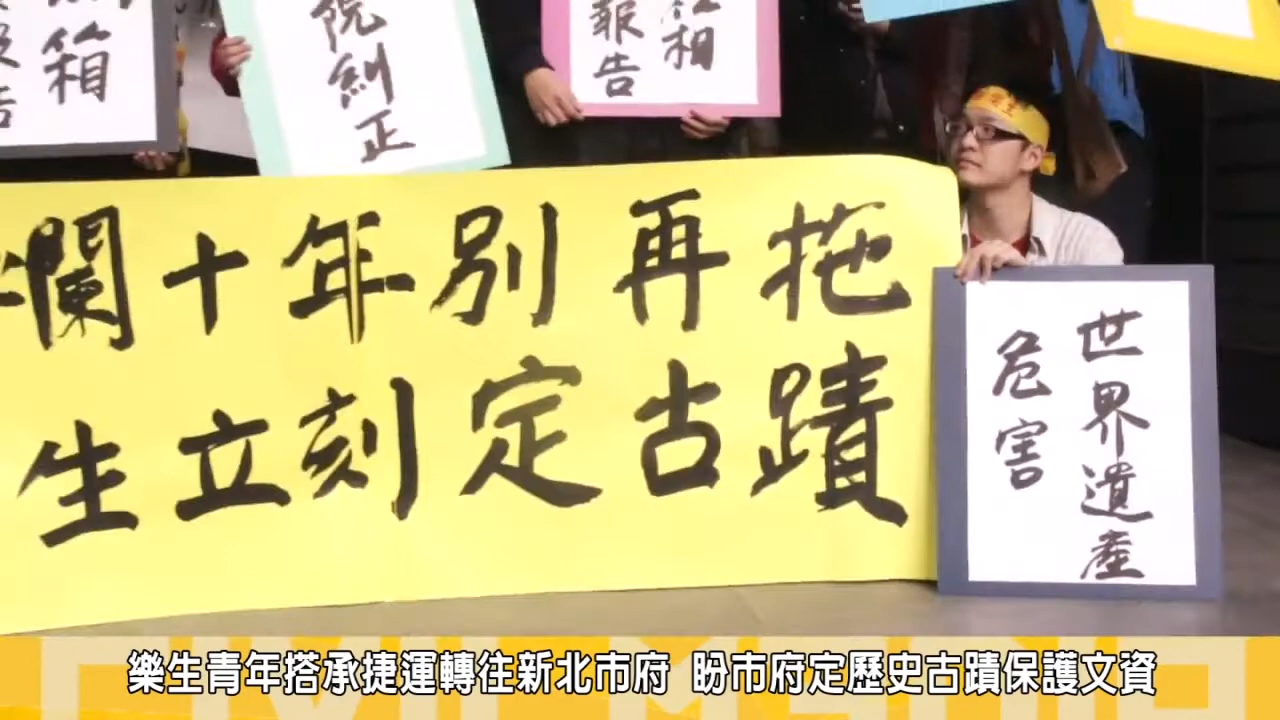 箱
院糾正
報告
相
欄十年別再拖
生立刻定古蹟
世界遺產
危害
樂生青年搭承捷運轉往新北市府 盼市府定歷史古蹟保護文資